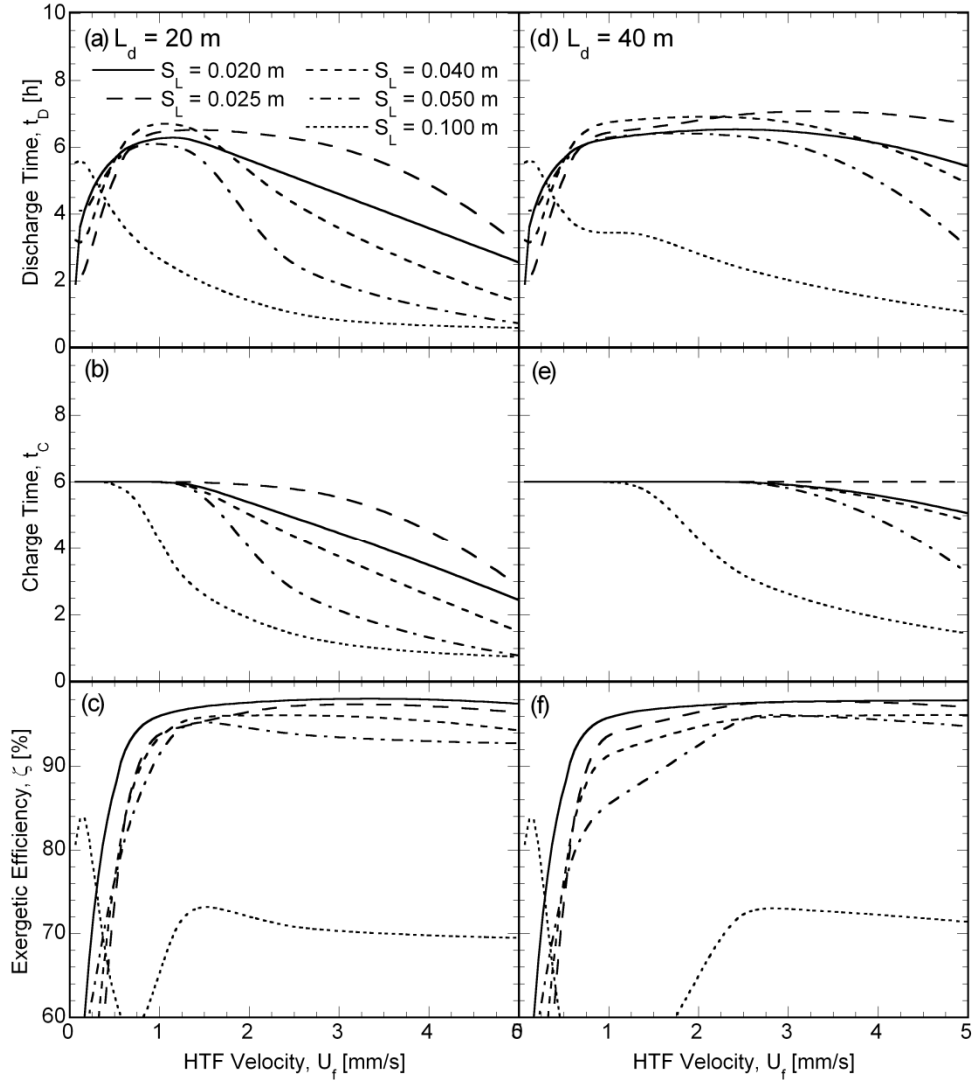 10
8
6
4
2
0
Discharge Time, t_D [h]
(a) L_d = 20 m
S_L = 0.020 m
S_L = 0.025 m
S_L = 0.040 m
S_L = 0.050 m
S_L = 0.100 m
(d) L_d = 40 m
8
6
4
2
0
Charge Time, t_C
(b)
(e)
90
80
70
60
Exergetic Efficiency, ζ [%]
(c)
(f)
0 1 2 3 4
1 2 3 4 5
HTF Velocity, U_f [mm/s]
HTF Velocity, U_f [mm/s]